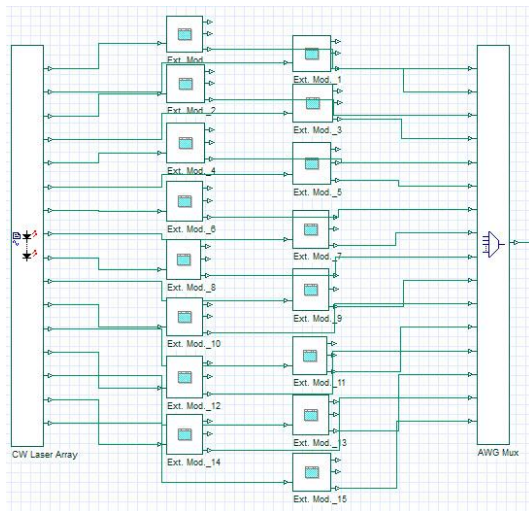 Ext. Mod.
Ext. Mod._1
Ext. Mod._2
Ext. Mod._3
Ext. Mod._4
Ext. Mod._5
Ext. Mod._6
Ext. Mod._7
Ext. Mod._8
Ext. Mod._9
Ext. Mod._10
Ext. Mod._11
Ext. Mod._12
Ext. Mod._13
CW Laser Array
Ext. Mod._14
AWG Mux
Ext. Mod._15